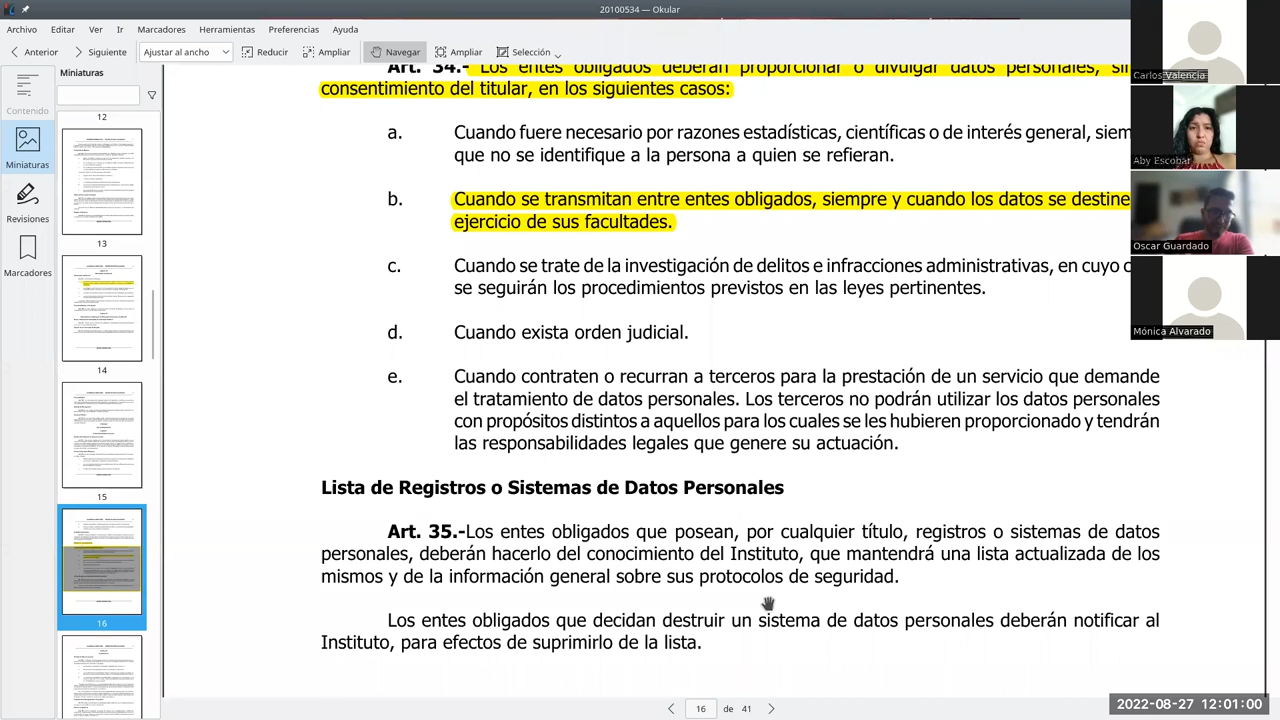 20100534 — Okular
Archivo Editar Ver Ir Marcadores Herramientas Preferencias Ayuda
Anterior Siguiente Ajustar al ancho Reducir Ampliar Navegar Ampliar Selección
Miniaturas
Contenido
Miniaturas
Revisiones
Marcadores
12
13
14
15
16
Art. 34.- Los entes obligados deberán proporcionar o divulgar datos personales, sin
consentimiento del titular, en los siguientes casos:
a. Cuando fuere necesario por razones estadísticas, científicas o de interés general, siem
que no se identifique a la persona a quien se refieran.
b. Cuando se transmitan entre entes obligados, siempre y cuando los datos se destine
ejercicio de sus facultades.
c. Cuando se trate de la investigación de delitos e infracciones administrativas, en cuyo c
se seguirán los procedimientos previstos en las leyes pertinentes.
d. Cuando exista orden judicial.
e. Cuando contraten o recurran a terceros para la prestación de un servicio que demande
el tratamiento de datos personales. Los terceros no podrán utilizar los datos personales
con propósitos distintos a aquellos para los cuales se les hubieren proporcionado y tendrán
las responsabilidades legales que genere su actuación.
Lista de Registros o Sistemas de Datos Personales
Art. 35.-Los entes obligados que posean, por cualquier título, registros o sistemas de datos
personales, deberán hacerlo del conocimiento del Instituto, que mantendrá una lista actualizada de los
mismos y de la información general sobre sus protocolos de seguridad.
Los entes obligados que decidan destruir un sistema de datos personales deberán notificar al
Instituto, para efectos de suprimirlo de la lista.
16 de 41
Carlos Valencia
Aby Escobar
Oscar Guardado
Mónica Alvarado
2022-08-27 12:01:00